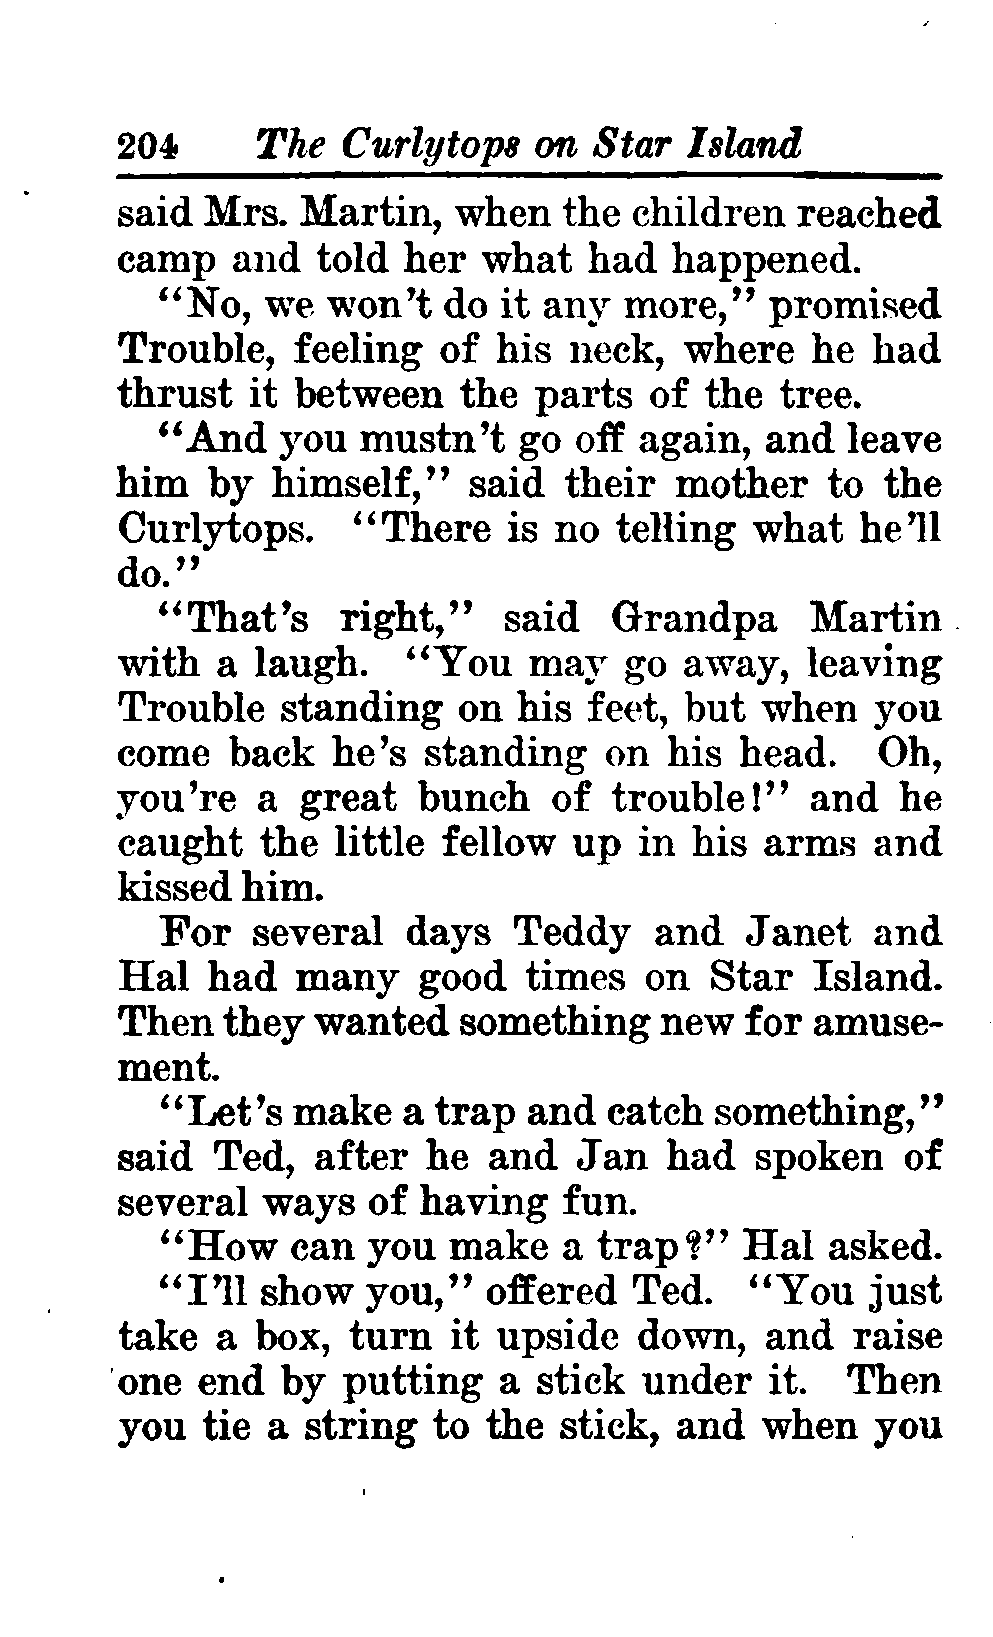 204 The Curlytops on Star Island
said Mrs. Martin, when the children reached
camp and told her what had happened.
"No, we won't do it any more," promised
Trouble, feeling of his neck, where he had
thrust it between the parts of the tree.
"And you mustn't go off again, and leave
him by himself," said their mother to the
Curlytops. "There is no telling what he'll
do."
"That's right," said Grandpa Martin
with a laugh. "You may go away, leaving
Trouble standing on his feet, but when you
come back he's standing on his head. Oh,
you're a great bunch of trouble!" and he
caught the little fellow up in his arms and
kissed him.
For several days Teddy and Janet and
Hal had many good times on Star Island.
Then they wanted something new for amuse-
ment.
"Let's make a trap and catch something,"
said Ted, after he and Jan had spoken of
several ways of having fun.
"How can you make a trap?" Hal asked.
"I'll show you," offered Ted. "You just
take a box, turn it upside down, and raise
one end by putting a stick under it. Then
you tie a string to the stick, and when you